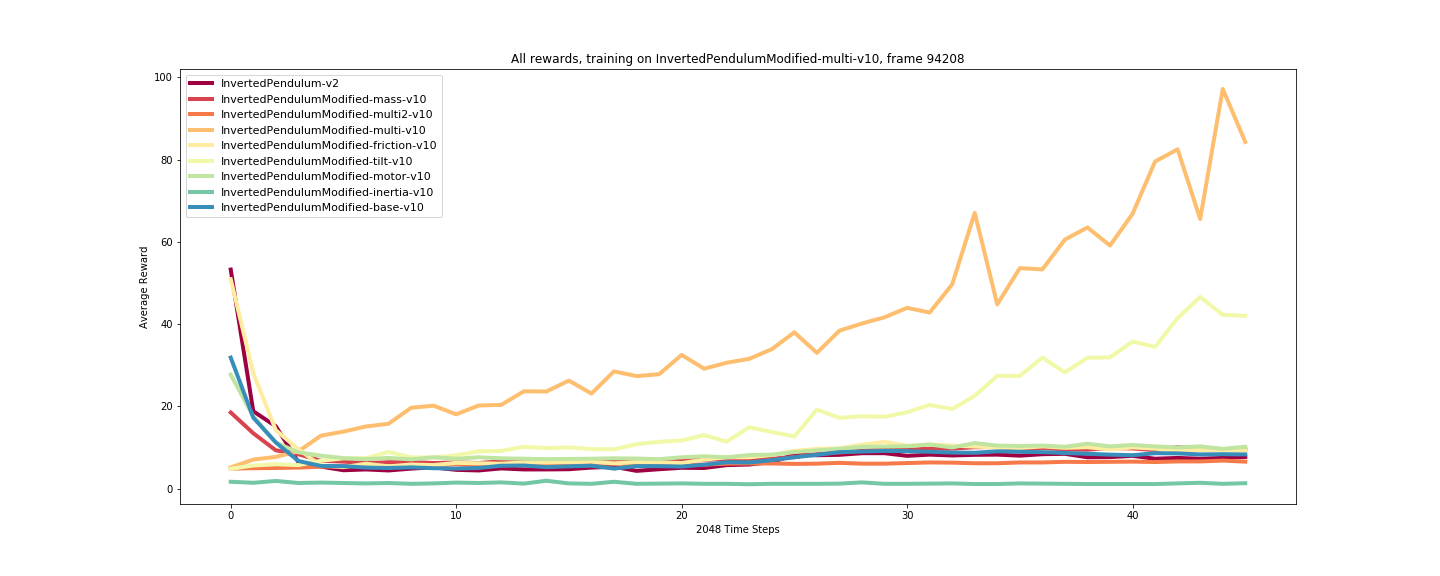 All rewards, training on InvertedPendulumModified-multi-v10, frame 94208
100
80
60
40
20
0
Average Reward
InvertedPendulum-v2
InvertedPendulumModified-mass-v10
InvertedPendulumModified-multi2-v10
InvertedPendulumModified-multi-v10
InvertedPendulumModified-friction-v10
InvertedPendulumModified-tilt-v10
InvertedPendulumModified-motor-v10
InvertedPendulumModified-inertia-v10
InvertedPendulumModified-base-v10
0 10 20 30 40
2048 Time Steps